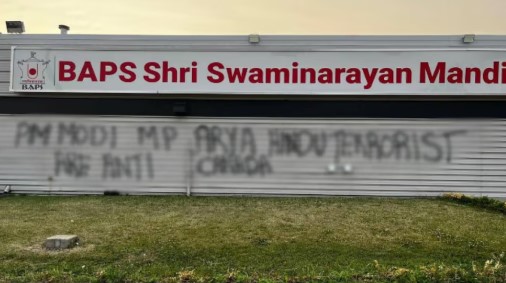 BAPS
BAPS Shri Swaminarayan Mandi
PM MODI MP ARYA HINDU TERRORIST
ARE ANTI CANADA